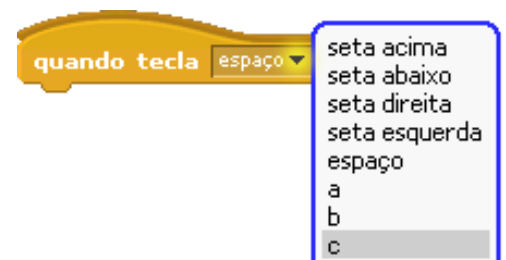 quando tecla espaço
seta acima
seta abaixo
seta direita
seta esquerda
espaço
a
b
c